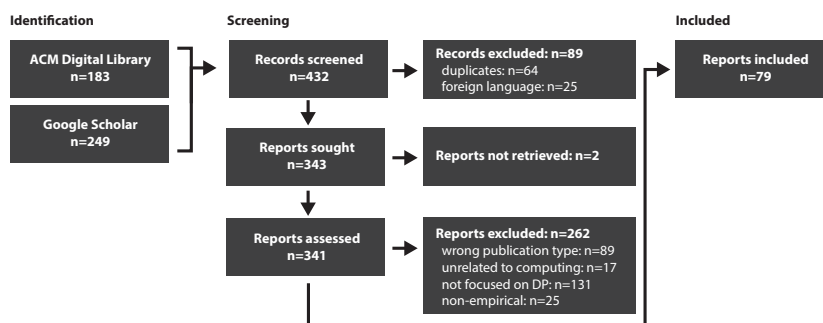 Identification
ACM Digital Library
n=183
Google Scholar
n=249
Screening
Records screened
n=432
Records excluded: n=89
duplicates: n=64
foreign language: n=25
Reports sought
n=343
Reports not retrieved: n=2
Reports assessed
n=341
Reports excluded: n=262
wrong publication type: n=89
unrelated to computing: n=17
not focused on DP: n=131
non-empirical: n=25
Included
Reports included
n=79